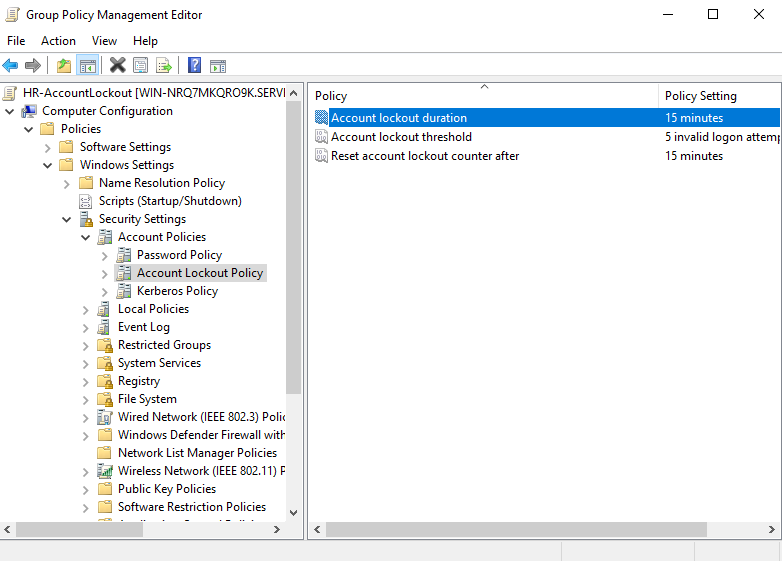 Group Policy Management Editor
File Action View Help
HR-AccountLockout [WIN-NRQ7MKQRO9K.SERVI
Computer Configuration
Policies
Software Settings
Windows Settings
Name Resolution Policy
Scripts (Startup/Shutdown)
Security Settings
Account Policies
Password Policy
Account Lockout Policy
Kerberos Policy
Local Policies
Event Log
Restricted Groups
System Services
Registry
File System
Wired Network (IEEE 802.3) Polic
Windows Defender Firewall with
Network List Manager Policies
Wireless Network (IEEE 802.11) P
Public Key Policies
Software Restriction Policies
Policy Policy Setting
Account lockout duration 15 minutes
Account lockout threshold 5 invalid logon attemp
Reset account lockout counter after 15 minutes